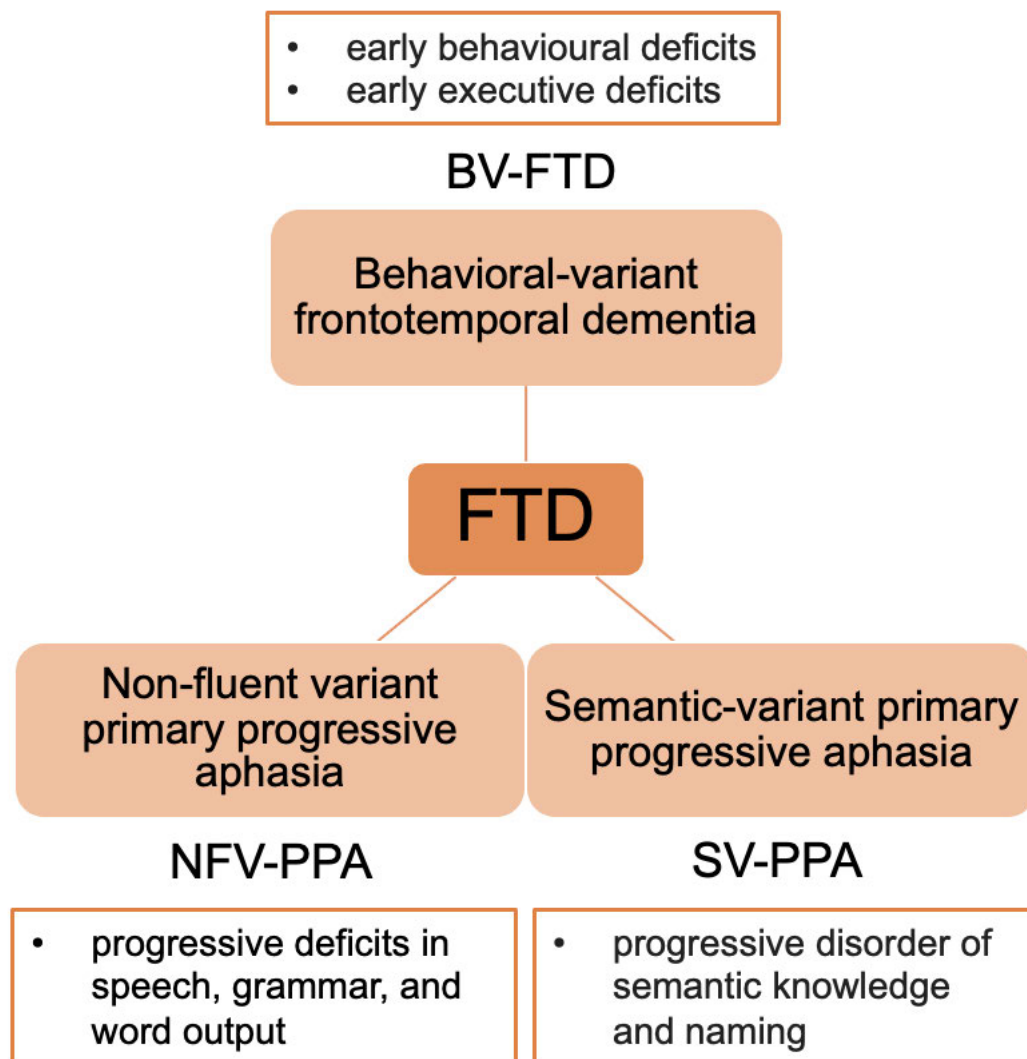 • early behavioural deficits
• early executive deficits
BV-FTD
Behavioral-variant
frontotemporal dementia
FTD
Non-fluent variant
primary progressive
aphasia
Semantic-variant primary
progressive aphasia
NFV-PPA
SV-PPA
• progressive deficits in
speech, grammar, and
word output
• progressive disorder of
semantic knowledge
and naming